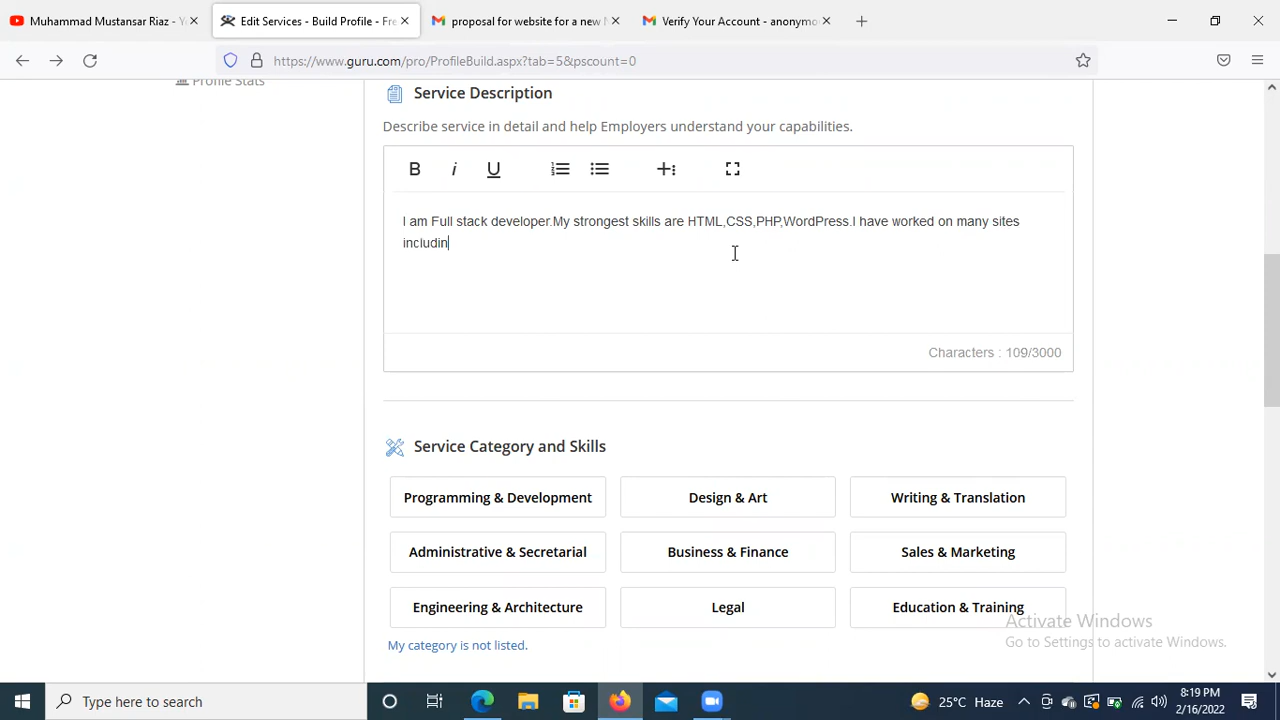 Muhammad Mustansar Riaz - Yo
Edit Services - Build Profile - Fre
proposal for website for a new N
Verify Your Account - anonymo
https://www.guru.com/pro/ProfileBuild.aspx?tab=5&pscount=0
Profile Stats
Service Description
Describe service in detail and help Employers understand your capabilities.
B i U
I am Full stack developer.My strongest skills are HTML,CSS,PHP,WordPress.I have worked on many sites
includin
Characters : 109/3000
Service Category and Skills
Programming & Development
Design & Art
Writing & Translation
Administrative & Secretarial
Business & Finance
Sales & Marketing
Engineering & Architecture
Legal
Education & Training
My category is not listed.
Activate Windows
Go to Settings to activate Windows.
Type here to search
25°C Haze
8:19 PM
2/16/2022